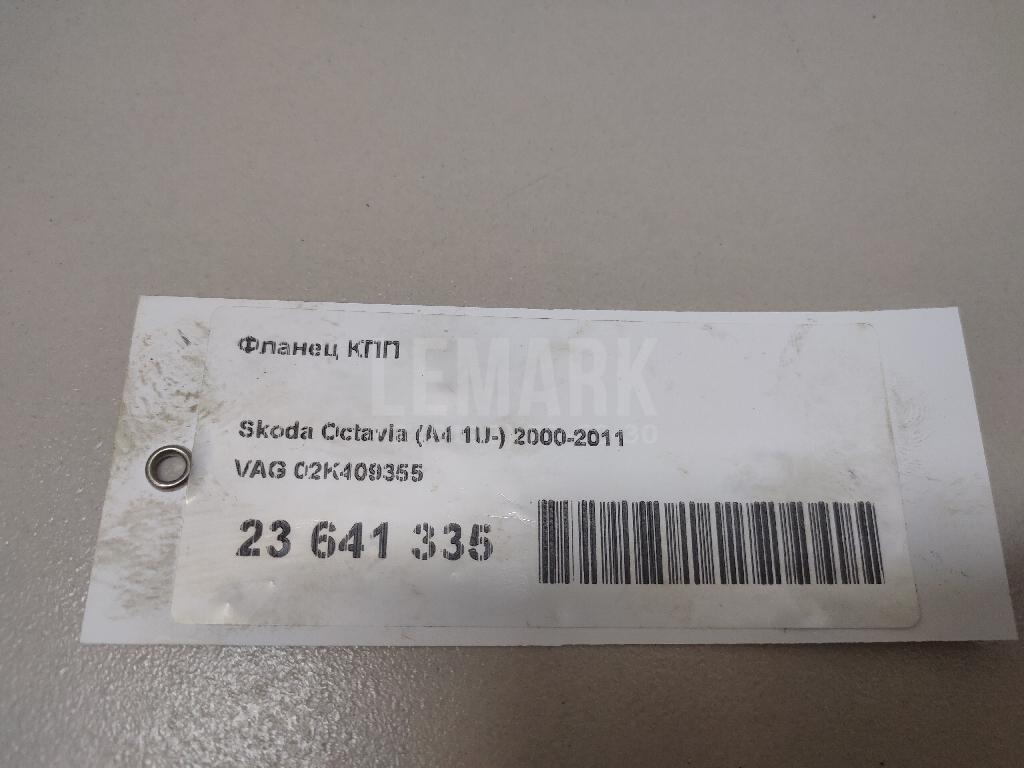 Фланец КПП
LEMARK
Skoda Octavia (A4 1U-) 2000-2011
VAG 02K409355
23 641 335